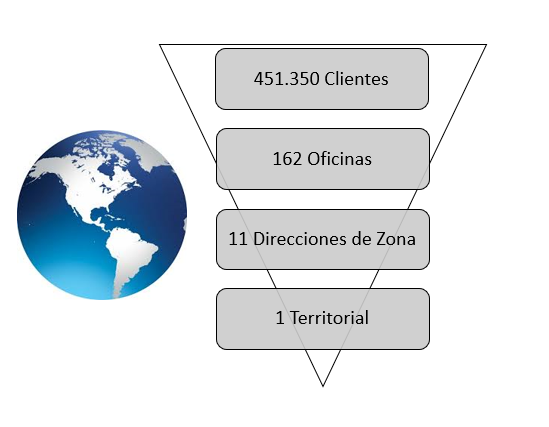 451.350 Clientes
162 Oficinas
11 Direcciones de Zona
1 Territorial